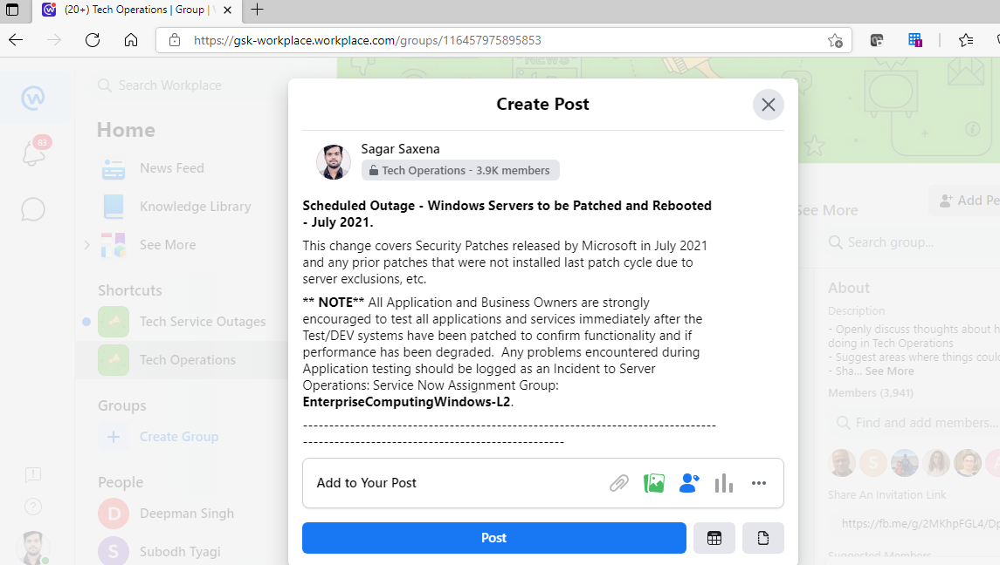 (20+) Tech Operations | Group |
https://gsk-workplace.workplace.com/groups/116457975895853
NEWS
Search Workplace
Home
83
News Feed
Knowledge Library
See More
Shortcuts
Tech Service Outages
Tech Operations
Groups
Create Group
People
D
Deepman Singh
S
Subodh Tyagi
Create Post
Sagar Saxena
Tech Operations - 3.9K members
Scheduled Outage - Windows Servers to be Patched and Rebooted
- July 2021.
This change covers Security Patches released by Microsoft in July 2021
and any prior patches that were not installed last patch cycle due to
server exclusions, etc.
** NOTE** All Application and Business Owners are strongly
encouraged to test all applications and services immediately after the
Test/DEV systems have been patched to confirm functionality and if
performance has been degraded.  Any problems encountered during
Application testing should be logged as an Incident to Server
Operations: Service Now Assignment Group:
EnterpriseComputingWindows-L2.
-------------------------------------------------------------------------------
--------------------------------------------------
Add to Your Post
Post
See More
Add Pe
Search group...
About
Description
- Openly discuss thoughts about h
doing in Tech Operations
- Suggest areas where things coul
- Sha... See More
Members (3,941)
Find and add members...
S
Share An Invitation Link
https://fb.me/g/2MKhpFGL4/Dp
Suggested Members